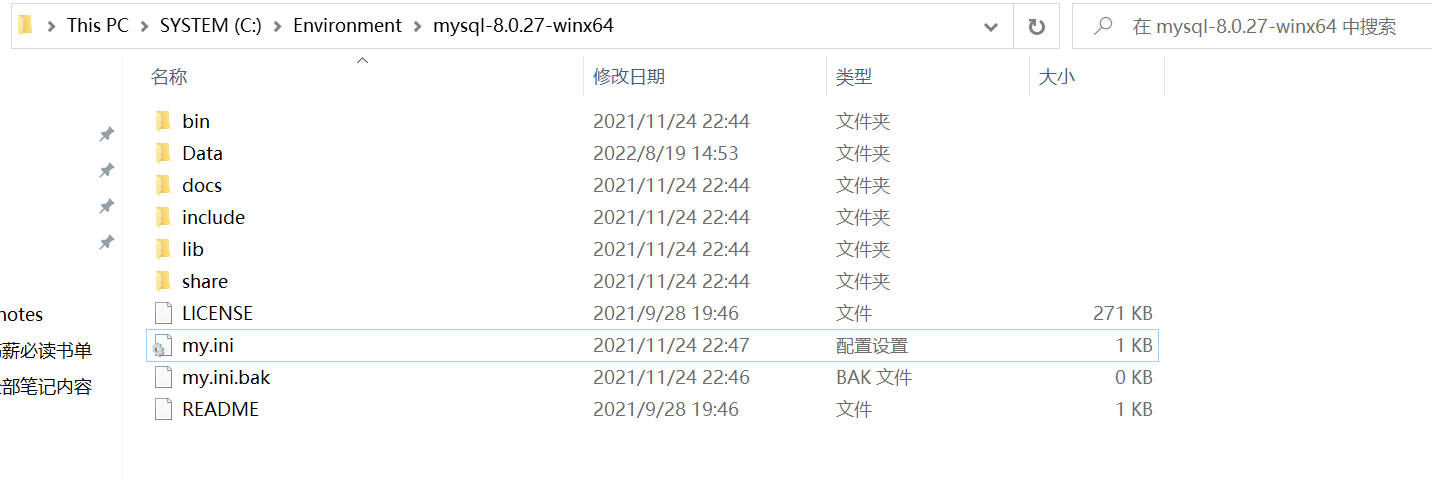 This PC > SYSTEM (C:) > Environment > mysql-8.0.27-winx64
在 mysql-8.0.27-winx64 中搜索
名称 修改日期 类型 大小
bin 2021/11/24 22:44 文件夹
Data 2022/8/19 14:53 文件夹
docs 2021/11/24 22:44 文件夹
include 2021/11/24 22:44 文件夹
lib 2021/11/24 22:44 文件夹
share 2021/11/24 22:44 文件夹
LICENSE 2021/9/28 19:46 文件 271 KB
my.ini 2021/11/24 22:47 配置设置 1 KB
my.ini.bak 2021/11/24 22:46 BAK 文件 0 KB
README 2021/9/28 19:46 文件 1 KB
notes
薪必读书单
部笔记内容